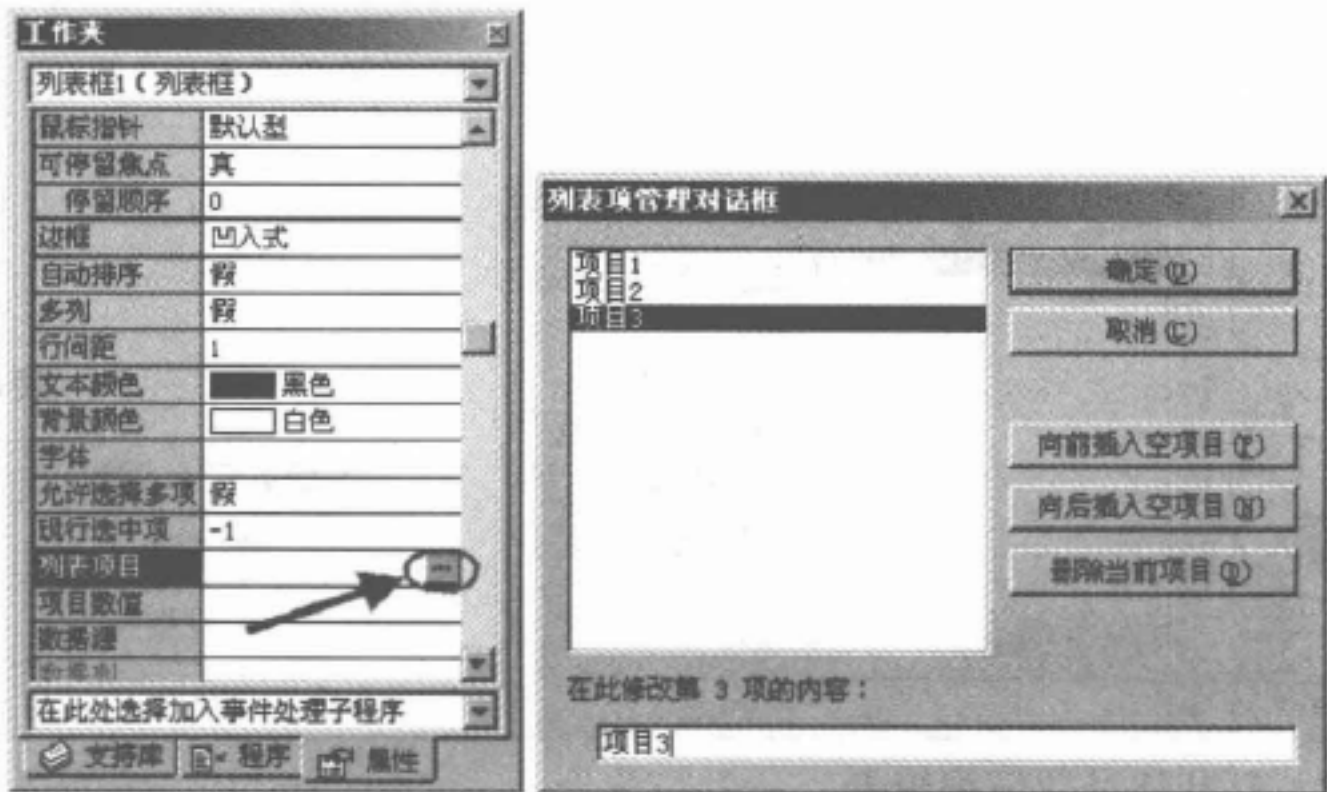 工作夹
列表框1（列表框）
鼠标指针 默认型
可停留焦点 真
停留顺序 0
边框 凹入式
自动排序 假
多列 假
行间距 1
文本颜色 黑色
背景颜色 白色
字体
允许选择多项 假
现行选中项 -1
列表项目 ...
项目数值
数据源
数据列
在此处选择加入事件处理子程序
支持库 程序 属性
列表项管理对话框
项目1
项目2
项目3
确定(O)
取消(C)
向前插入空项目(P)
向后插入空项目(N)
删除当前项目(D)
在此修改第 3 项的内容：
项目3